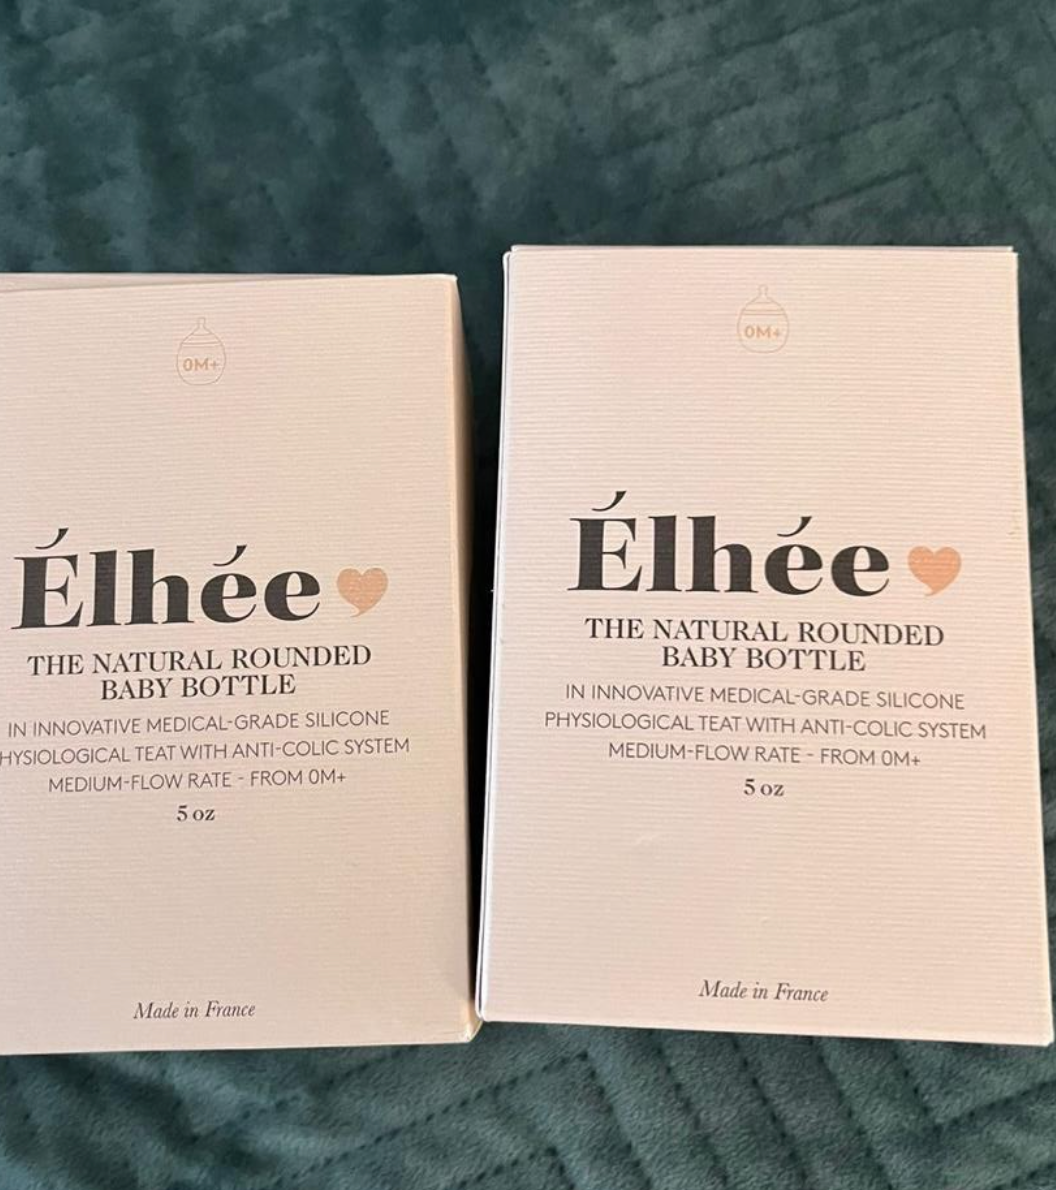 0M+
Élhée
THE NATURAL ROUNDED
BABY BOTTLE
IN INNOVATIVE MEDICAL-GRADE SILICONE
HYSIOLOGICAL TEAT WITH ANTI-COLIC SYSTEM
MEDIUM-FLOW RATE - FROM 0M+
5 oz
Made in France
0M+
Élhée
THE NATURAL ROUNDED
BABY BOTTLE
IN INNOVATIVE MEDICAL-GRADE SILICONE
PHYSIOLOGICAL TEAT WITH ANTI-COLIC SYSTEM
MEDIUM-FLOW RATE - FROM 0M+
5 oz
Made in France